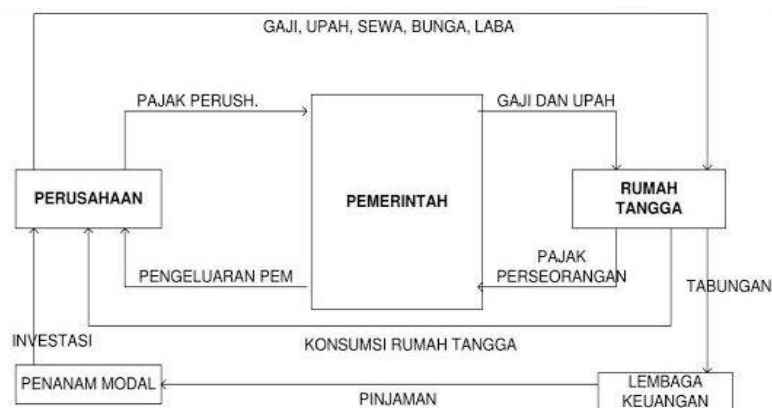 GAJI, UPAH, SEWA, BUNGA, LABA
PAJAK PERUSH.
GAJI DAN UPAH
PERUSAHAAN
PEMERINTAH
RUMAH
TANGGA
PENGELUARAN PEM
PAJAK
PERSEORANGAN
TABUNGAN
INVESTASI
KONSUMSI RUMAH TANGGA
PENANAM MODAL
PINJAMAN
LEMBAGA
KEUANGAN